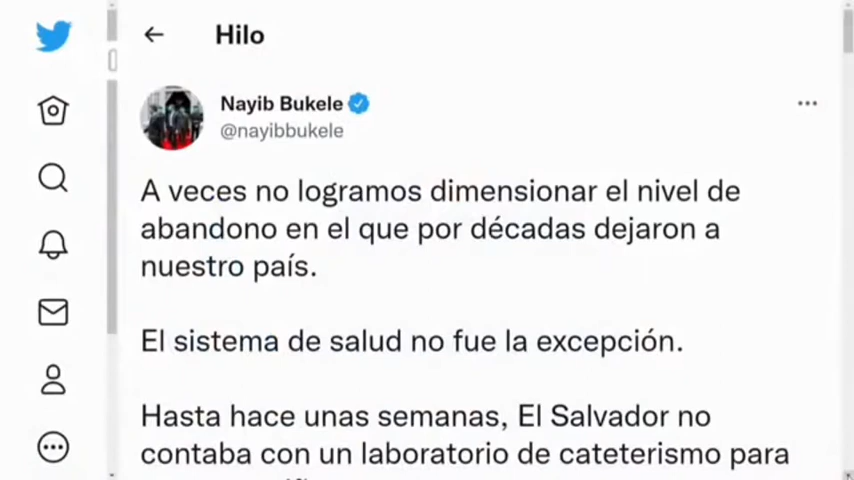 Hilo
Nayib Bukele
@nayibbukele
A veces no logramos dimensionar el nivel de
abandono en el que por décadas dejaron a
nuestro país.
El sistema de salud no fue la excepción.
Hasta hace unas semanas, El Salvador no
contaba con un laboratorio de cateterismo para